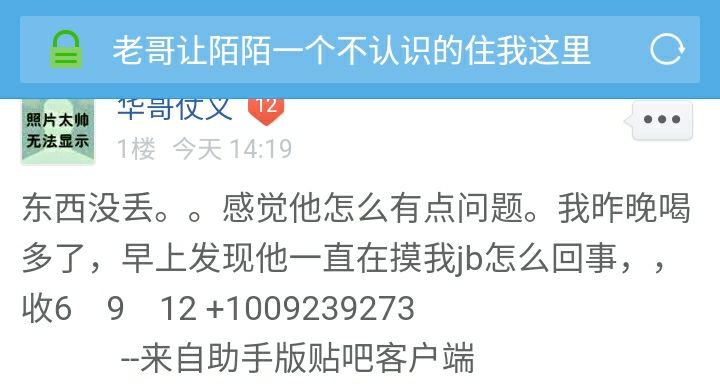 老哥让陌陌一个不认识的住我这里
照片太帅
无法显示
华哥仗义
12
1楼 今天 14:19
东西没丢。。感觉他怎么有点问题。我昨晚喝
多了，早上发现他一直在摸我jb怎么回事，，
收6 9 12 +1009239273
--来自助手版贴吧客户端